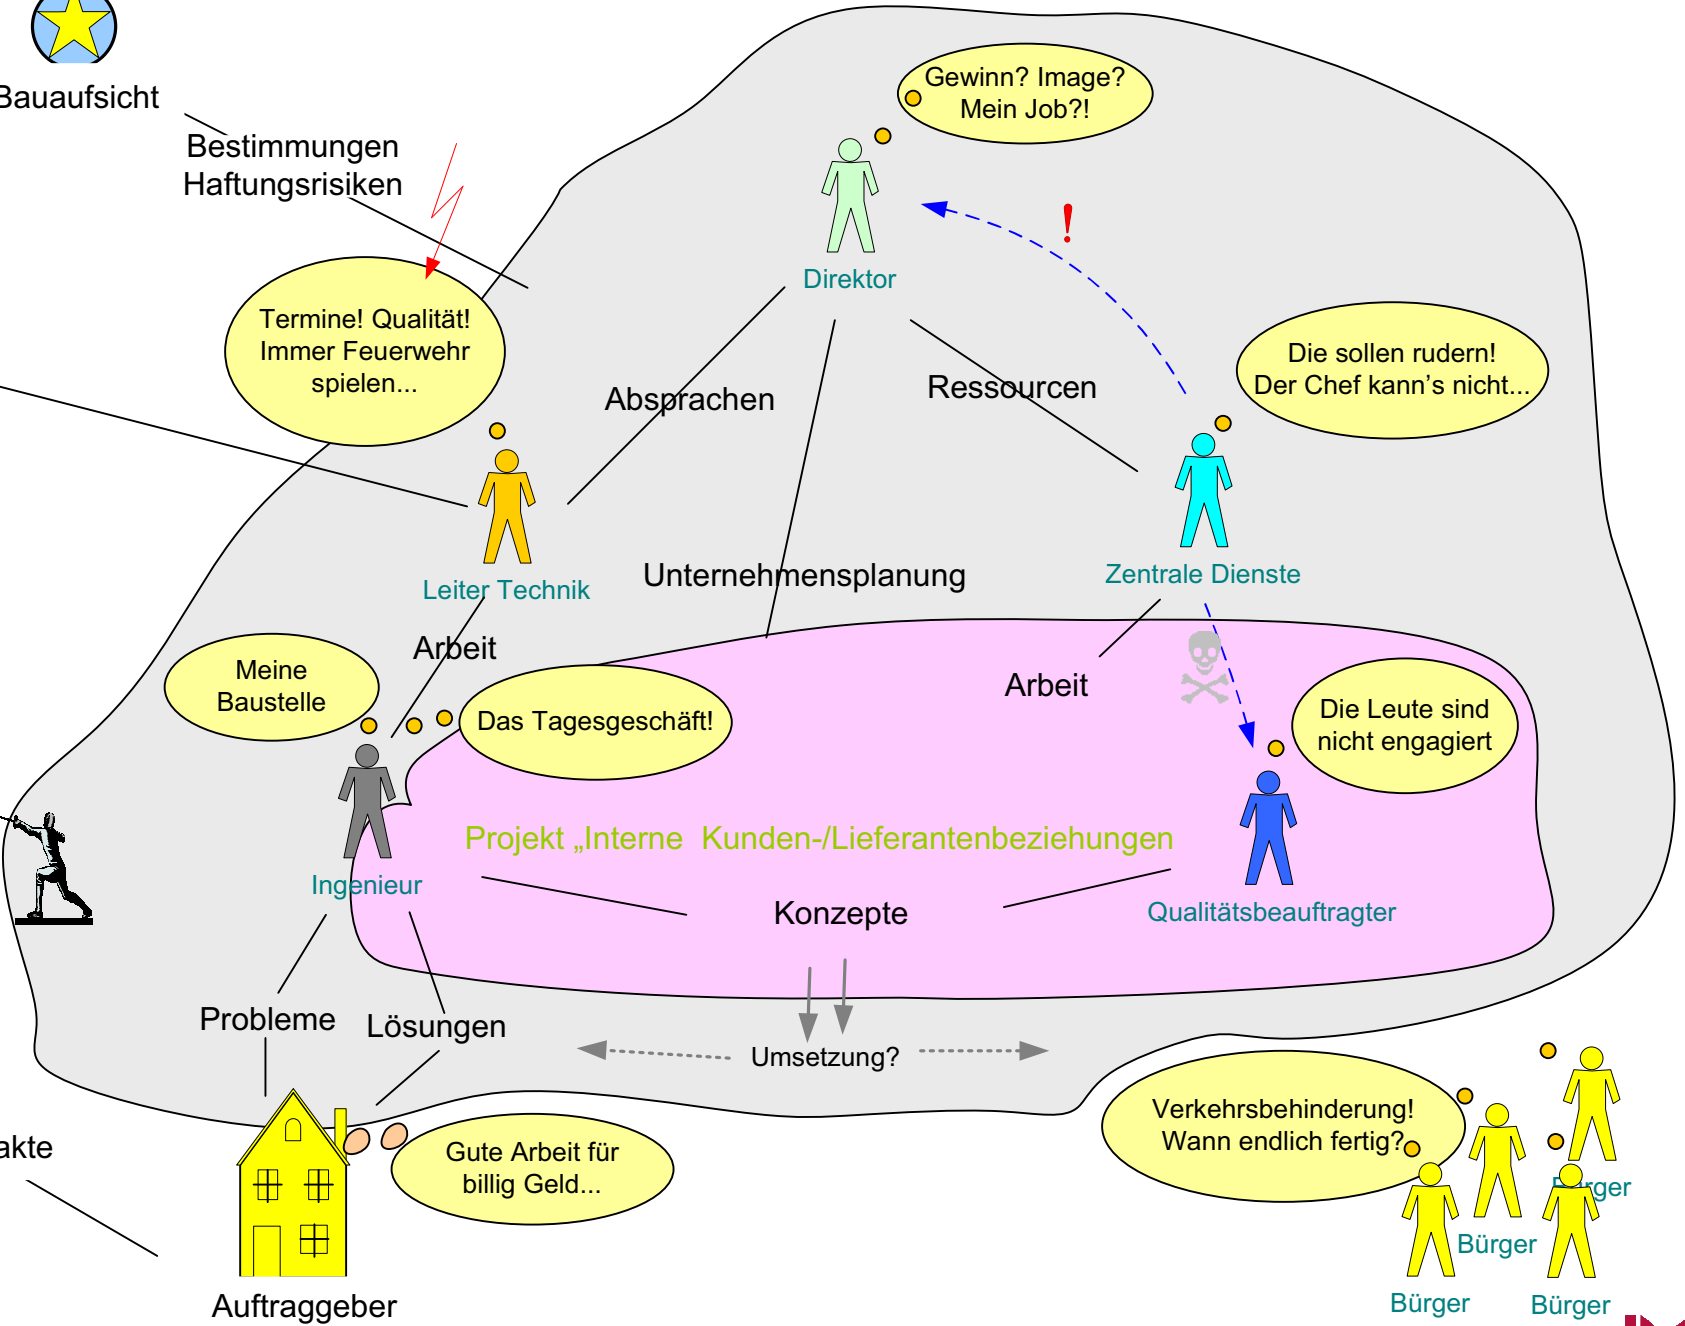 Bauaufsicht
Bestimmungen
Haftungsrisiken
Gewinn? Image?
Mein Job?!
!
Direktor
Termine! Qualität!
Immer Feuerwehr
spielen...
Absprachen
Ressourcen
Die sollen rudern!
Der Chef kann's nicht...
Leiter Technik
Unternehmensplanung
Zentrale Dienste
Arbeit
Meine
Baustelle
Das Tagesgeschäft!
Arbeit
Die Leute sind
nicht engagiert
Projekt „Interne Kunden-/Lieferantenbeziehungen
Ingenieur
Konzepte
Qualitätsbeauftragter
Probleme
Lösungen
Umsetzung?
akte
Gute Arbeit für
billig Geld...
Auftraggeber
Verkehrsbehinderung!
Wann endlich fertig?
Bürger
Bürger
Bürger
Bürger